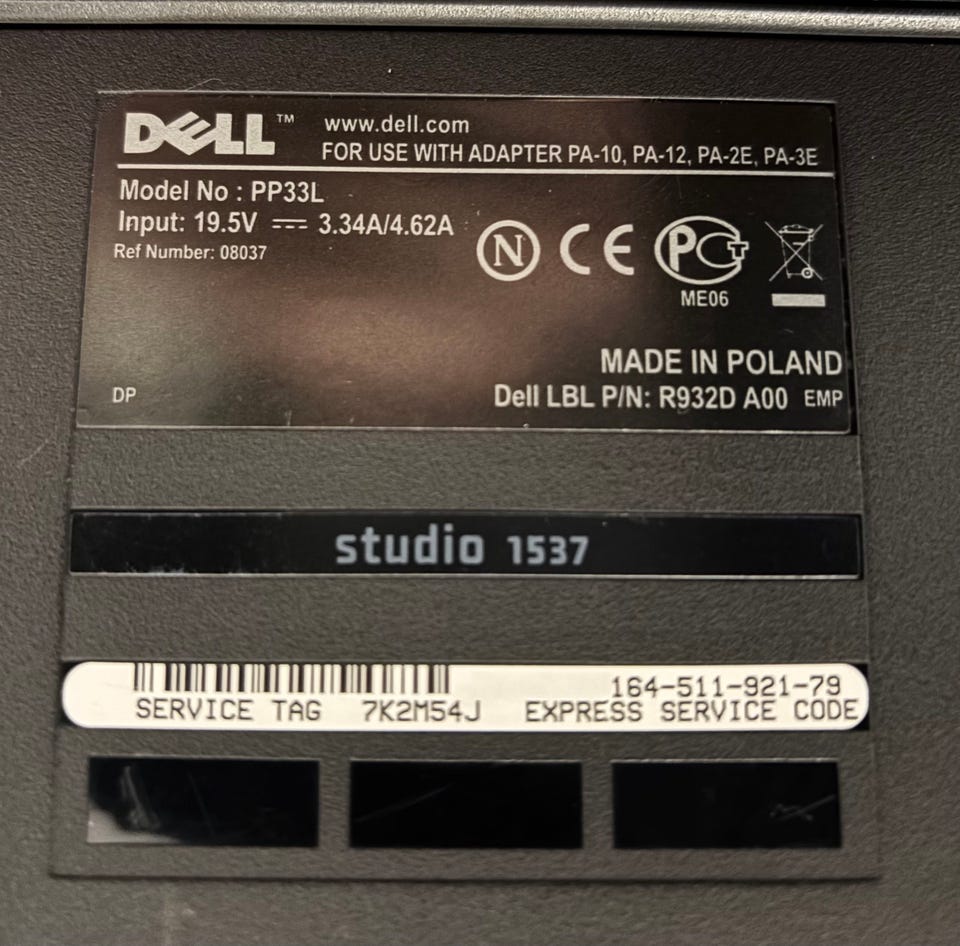 DELL™ www.dell.com
FOR USE WITH ADAPTER PA-10, PA-12, PA-2E, PA-3E
Model No : PP33L
Input: 19.5V ⎓ 3.34A/4.62A
Ref Number: 08037
N CE PCT
ME06
MADE IN POLAND
DP Dell LBL P/N: R932D A00 EMP
studio 1537
164-511-921-79
SERVICE TAG 7K2M54J EXPRESS SERVICE CODE